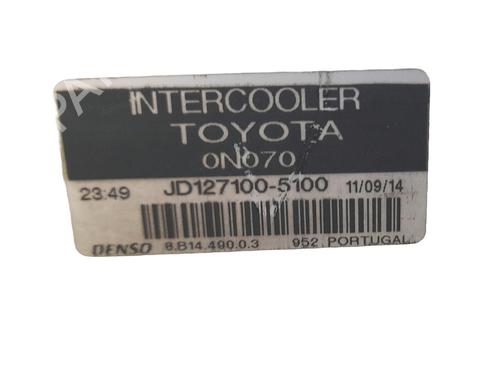 INTERCOOLER
TOYOTA
0N070
23:49 JD127100-5100 11/09/14
DENSO 8.B14.490.0.3 952 PORTUGAL